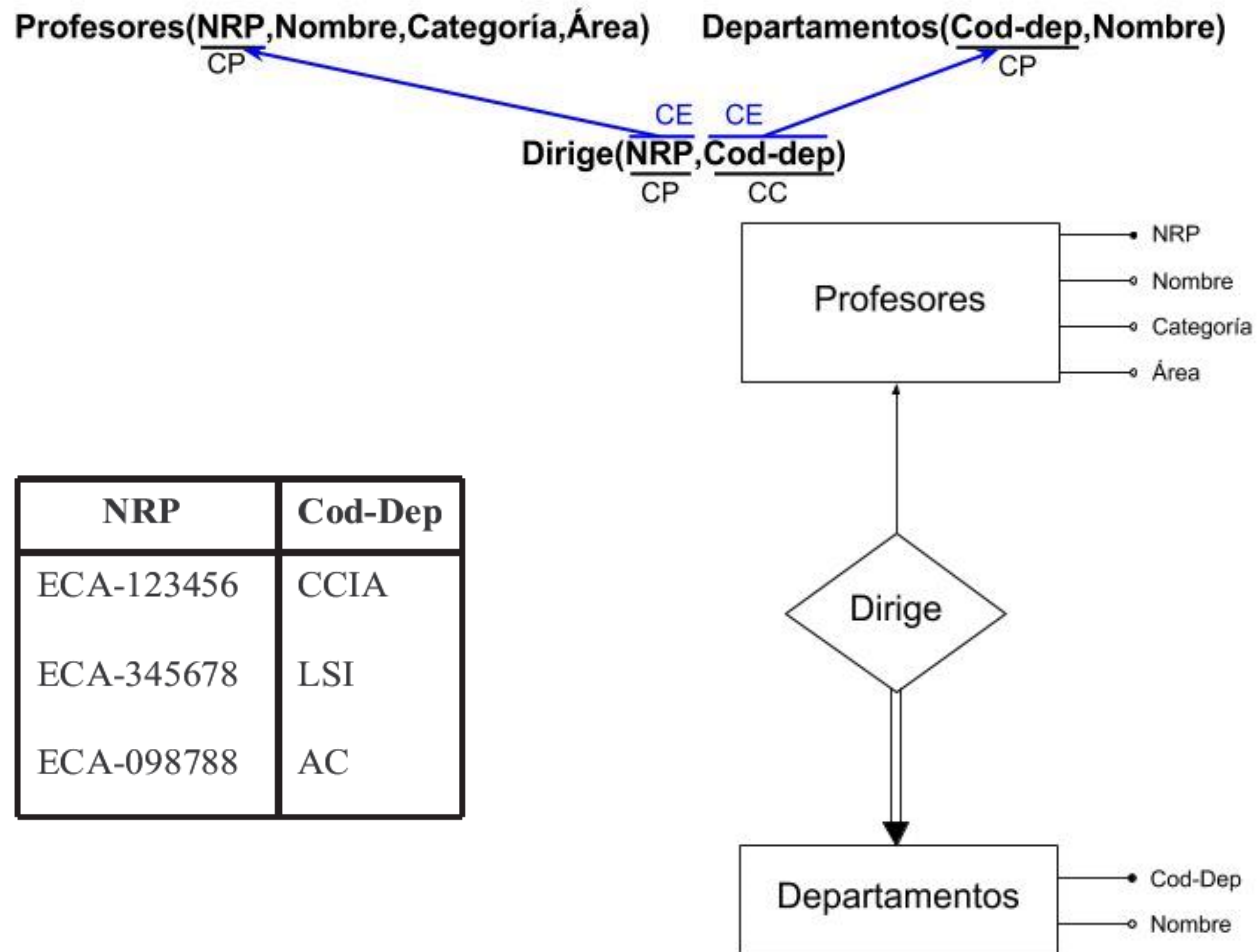 Profesores(NRP,Nombre,Categoría,Área) Departamentos(Cod-dep,Nombre)
CP CP
CE CE
Dirige(NRP,Cod-dep)
CP CC
Profesores
NRP
Nombre
Categoría
Área
NRP Cod-Dep
ECA-123456 CCIA
ECA-345678 LSI
ECA-098788 AC
Dirige
Departamentos
Cod-Dep
Nombre